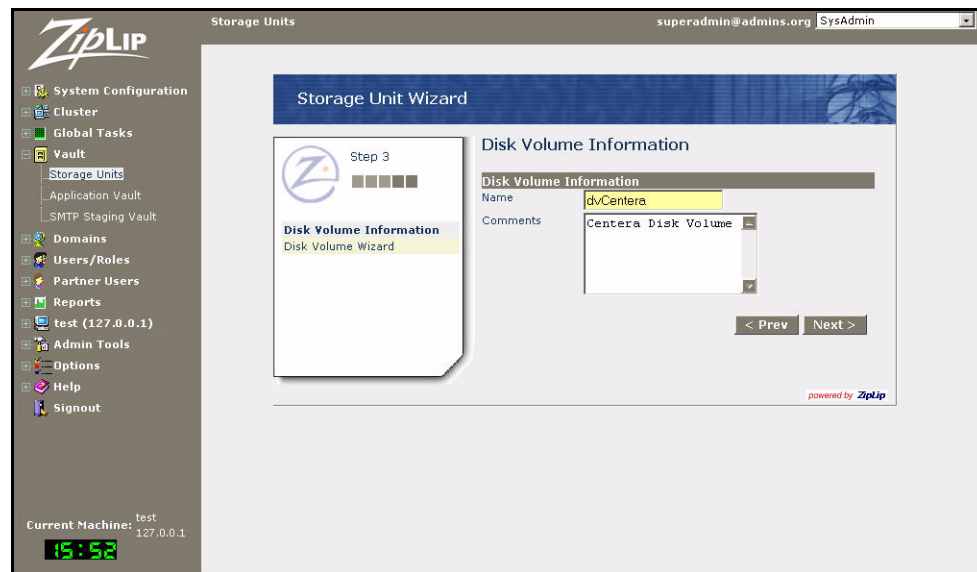 ZipLip
Storage Units
superadmin@admins.org SysAdmin
System Configuration
Cluster
Global Tasks
Vault
Storage Units
Application Vault
SMTP Staging Vault
Domains
Users/Roles
Partner Users
Reports
test (127.0.0.1)
Admin Tools
Options
Help
Signout
Current Machine: test
127.0.0.1
15:52
Storage Unit Wizard
Step 3
Disk Volume Information
Disk Volume Wizard
Disk Volume Information
Disk Volume Information
Name dvCentera
Comments Centera Disk Volume
< Prev Next >
powered by ZipLip